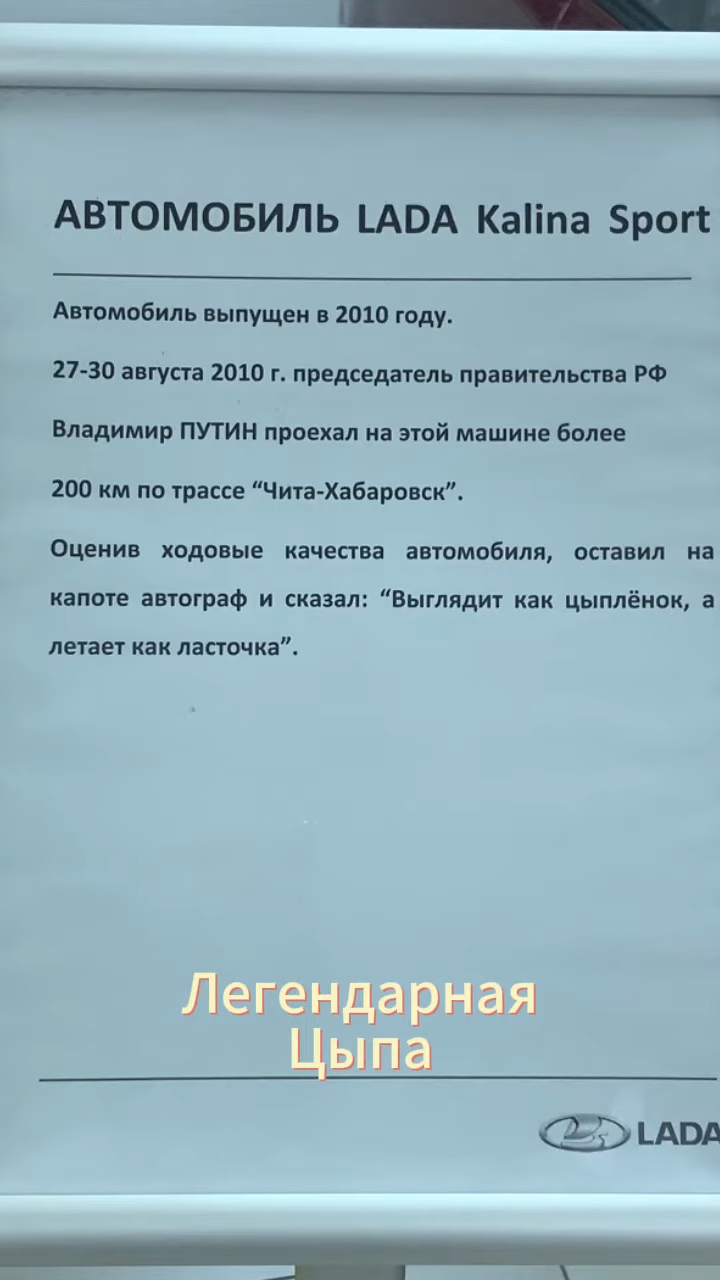 АВТОМОБИЛЬ LADA Kalina Sport
Автомобиль выпущен в 2010 году.
27-30 августа 2010 г. председатель правительства РФ
Владимир ПУТИН проехал на этой машине более
200 км по трассе “Чита-Хабаровск”.
Оценив ходовые качества автомобиля, оставил на
капоте автограф и сказал: “Выглядит как цыплёнок, а
летает как ласточка”.
Легендарная
Цыпа
LADA